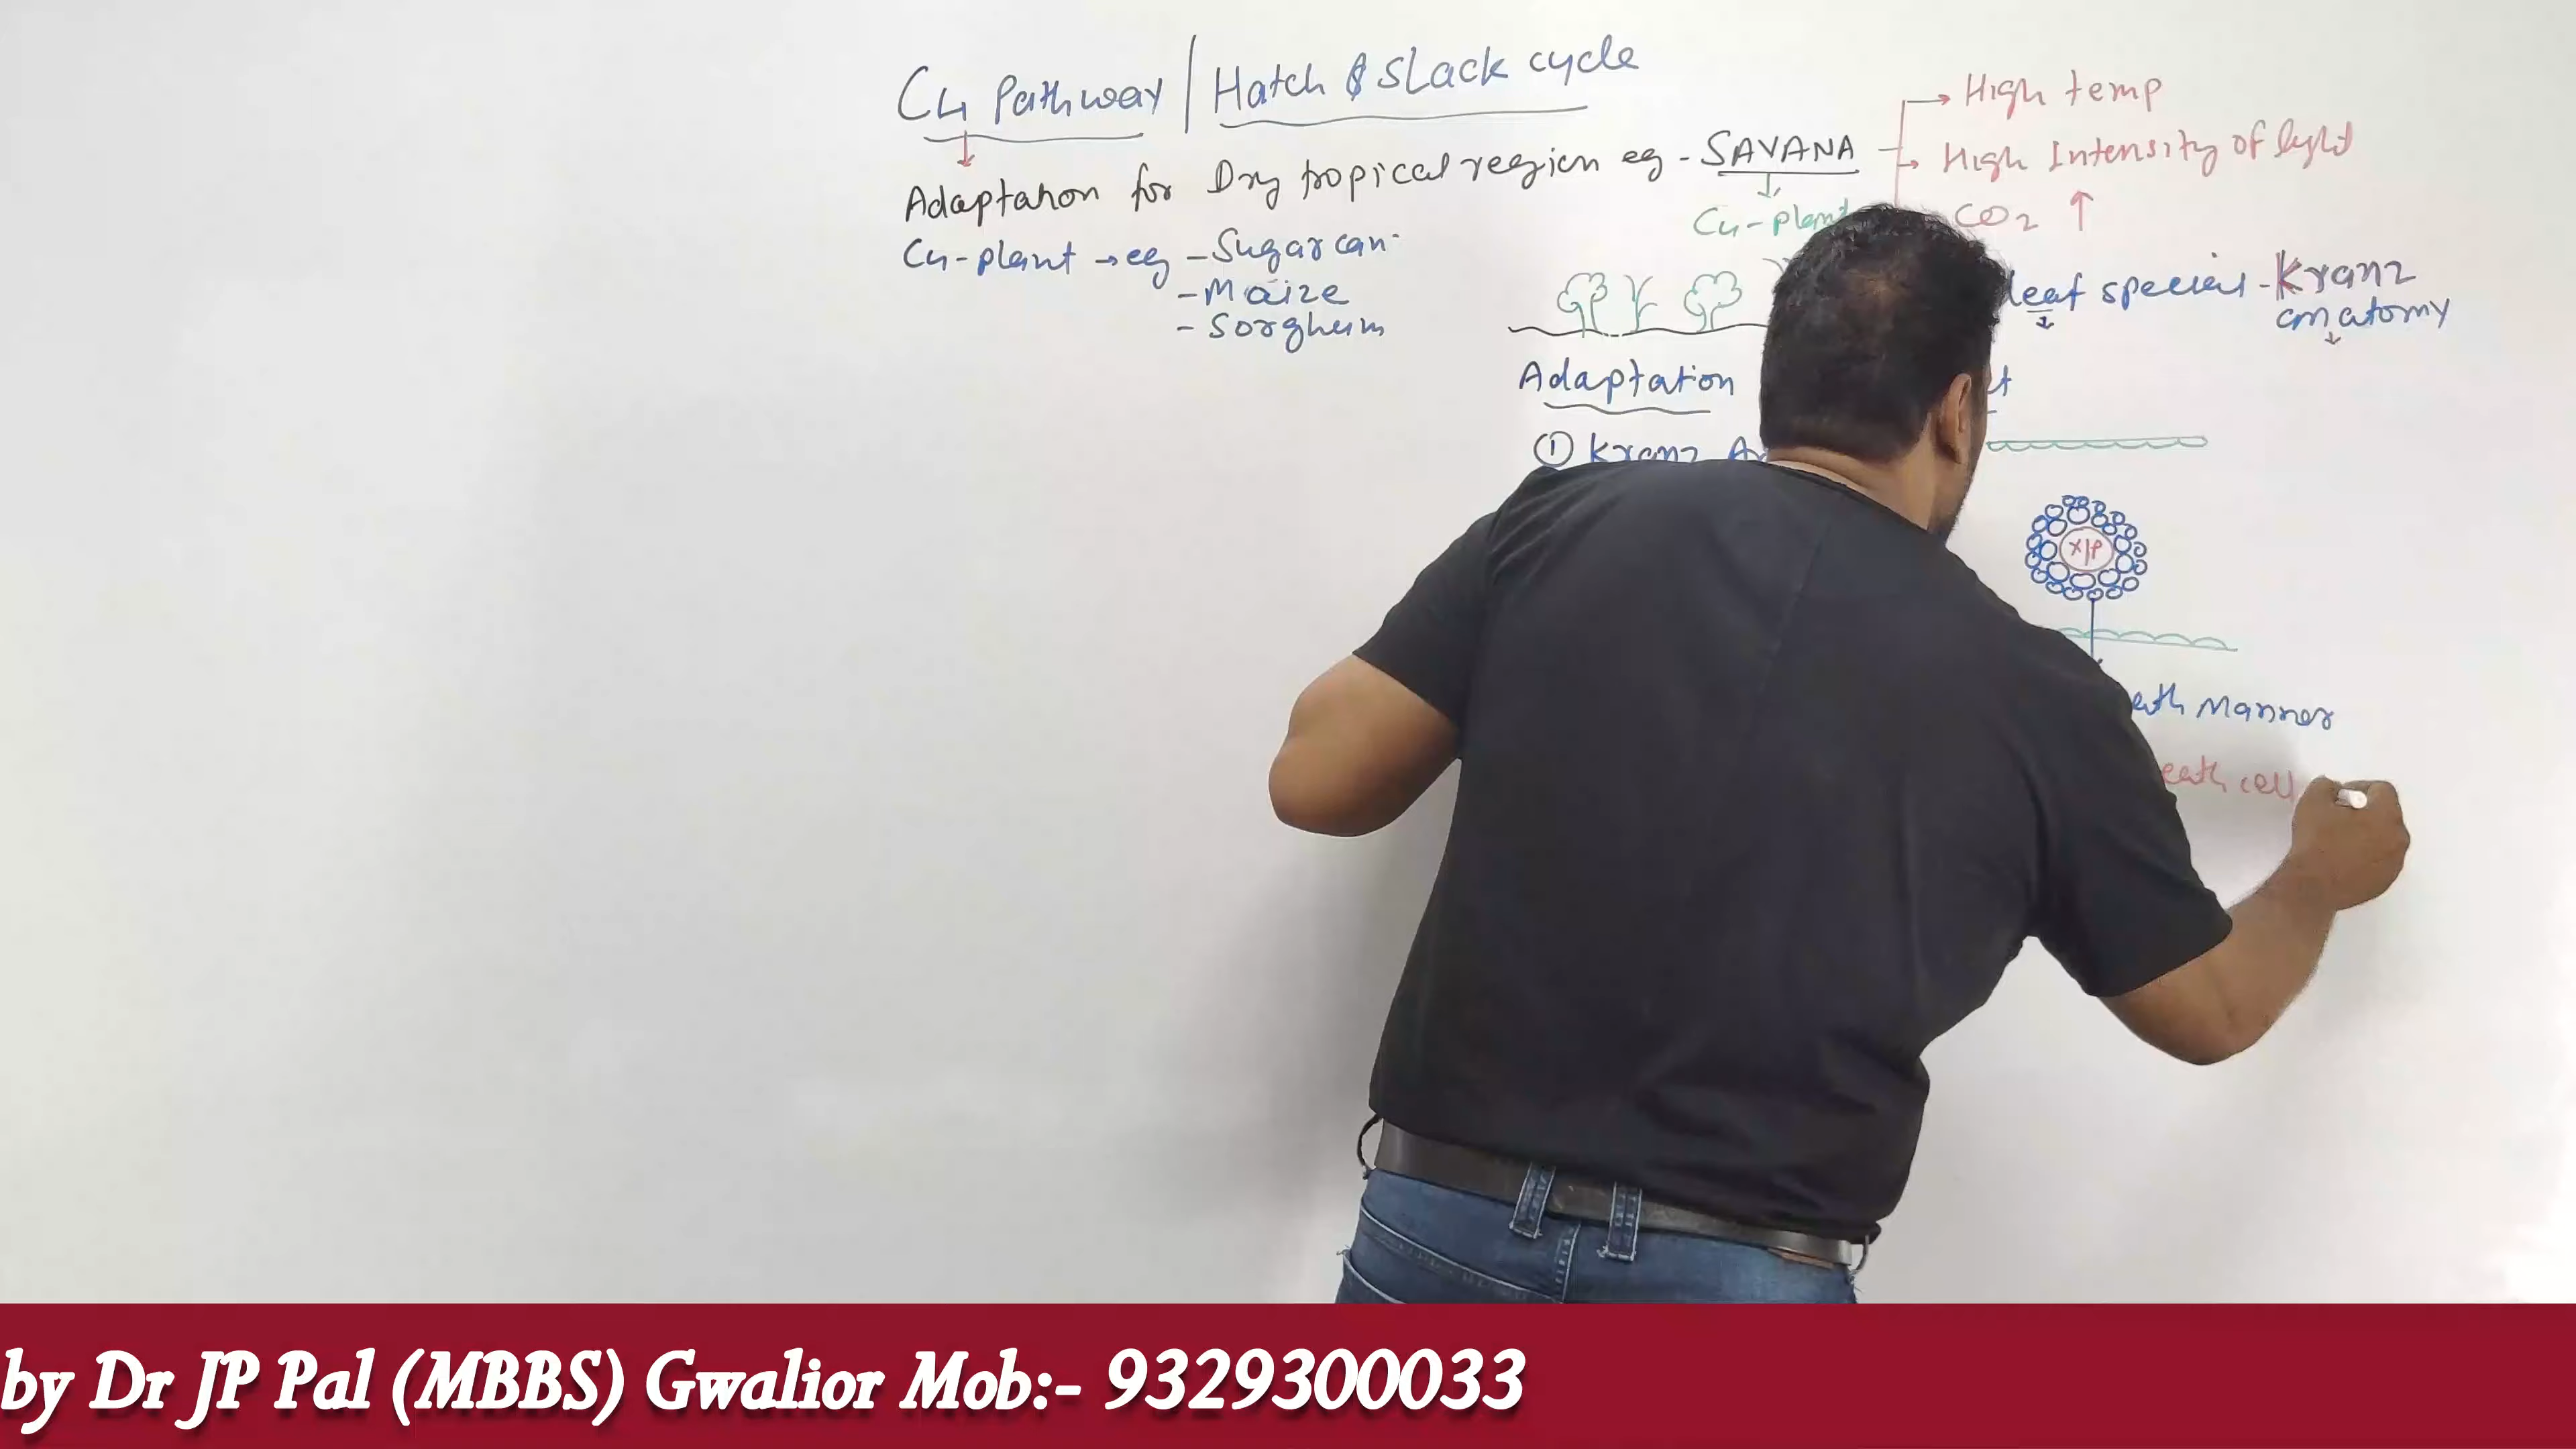 C4 Pathway | Hatch & slack cycle
Adaptation for Dry tropical region eg - SAVANA
High temp
High Intensity of light
CO2 ↑
C4-plant
C4-plant → eg - Sugarcan
- Maize
- Sorghum
leaf special - Kranz
anatomy
Adaptation
① Kranz
X/P
Manner
cell
by Dr JP Pal (MBBS) Gwalior Mob:- 9329300033